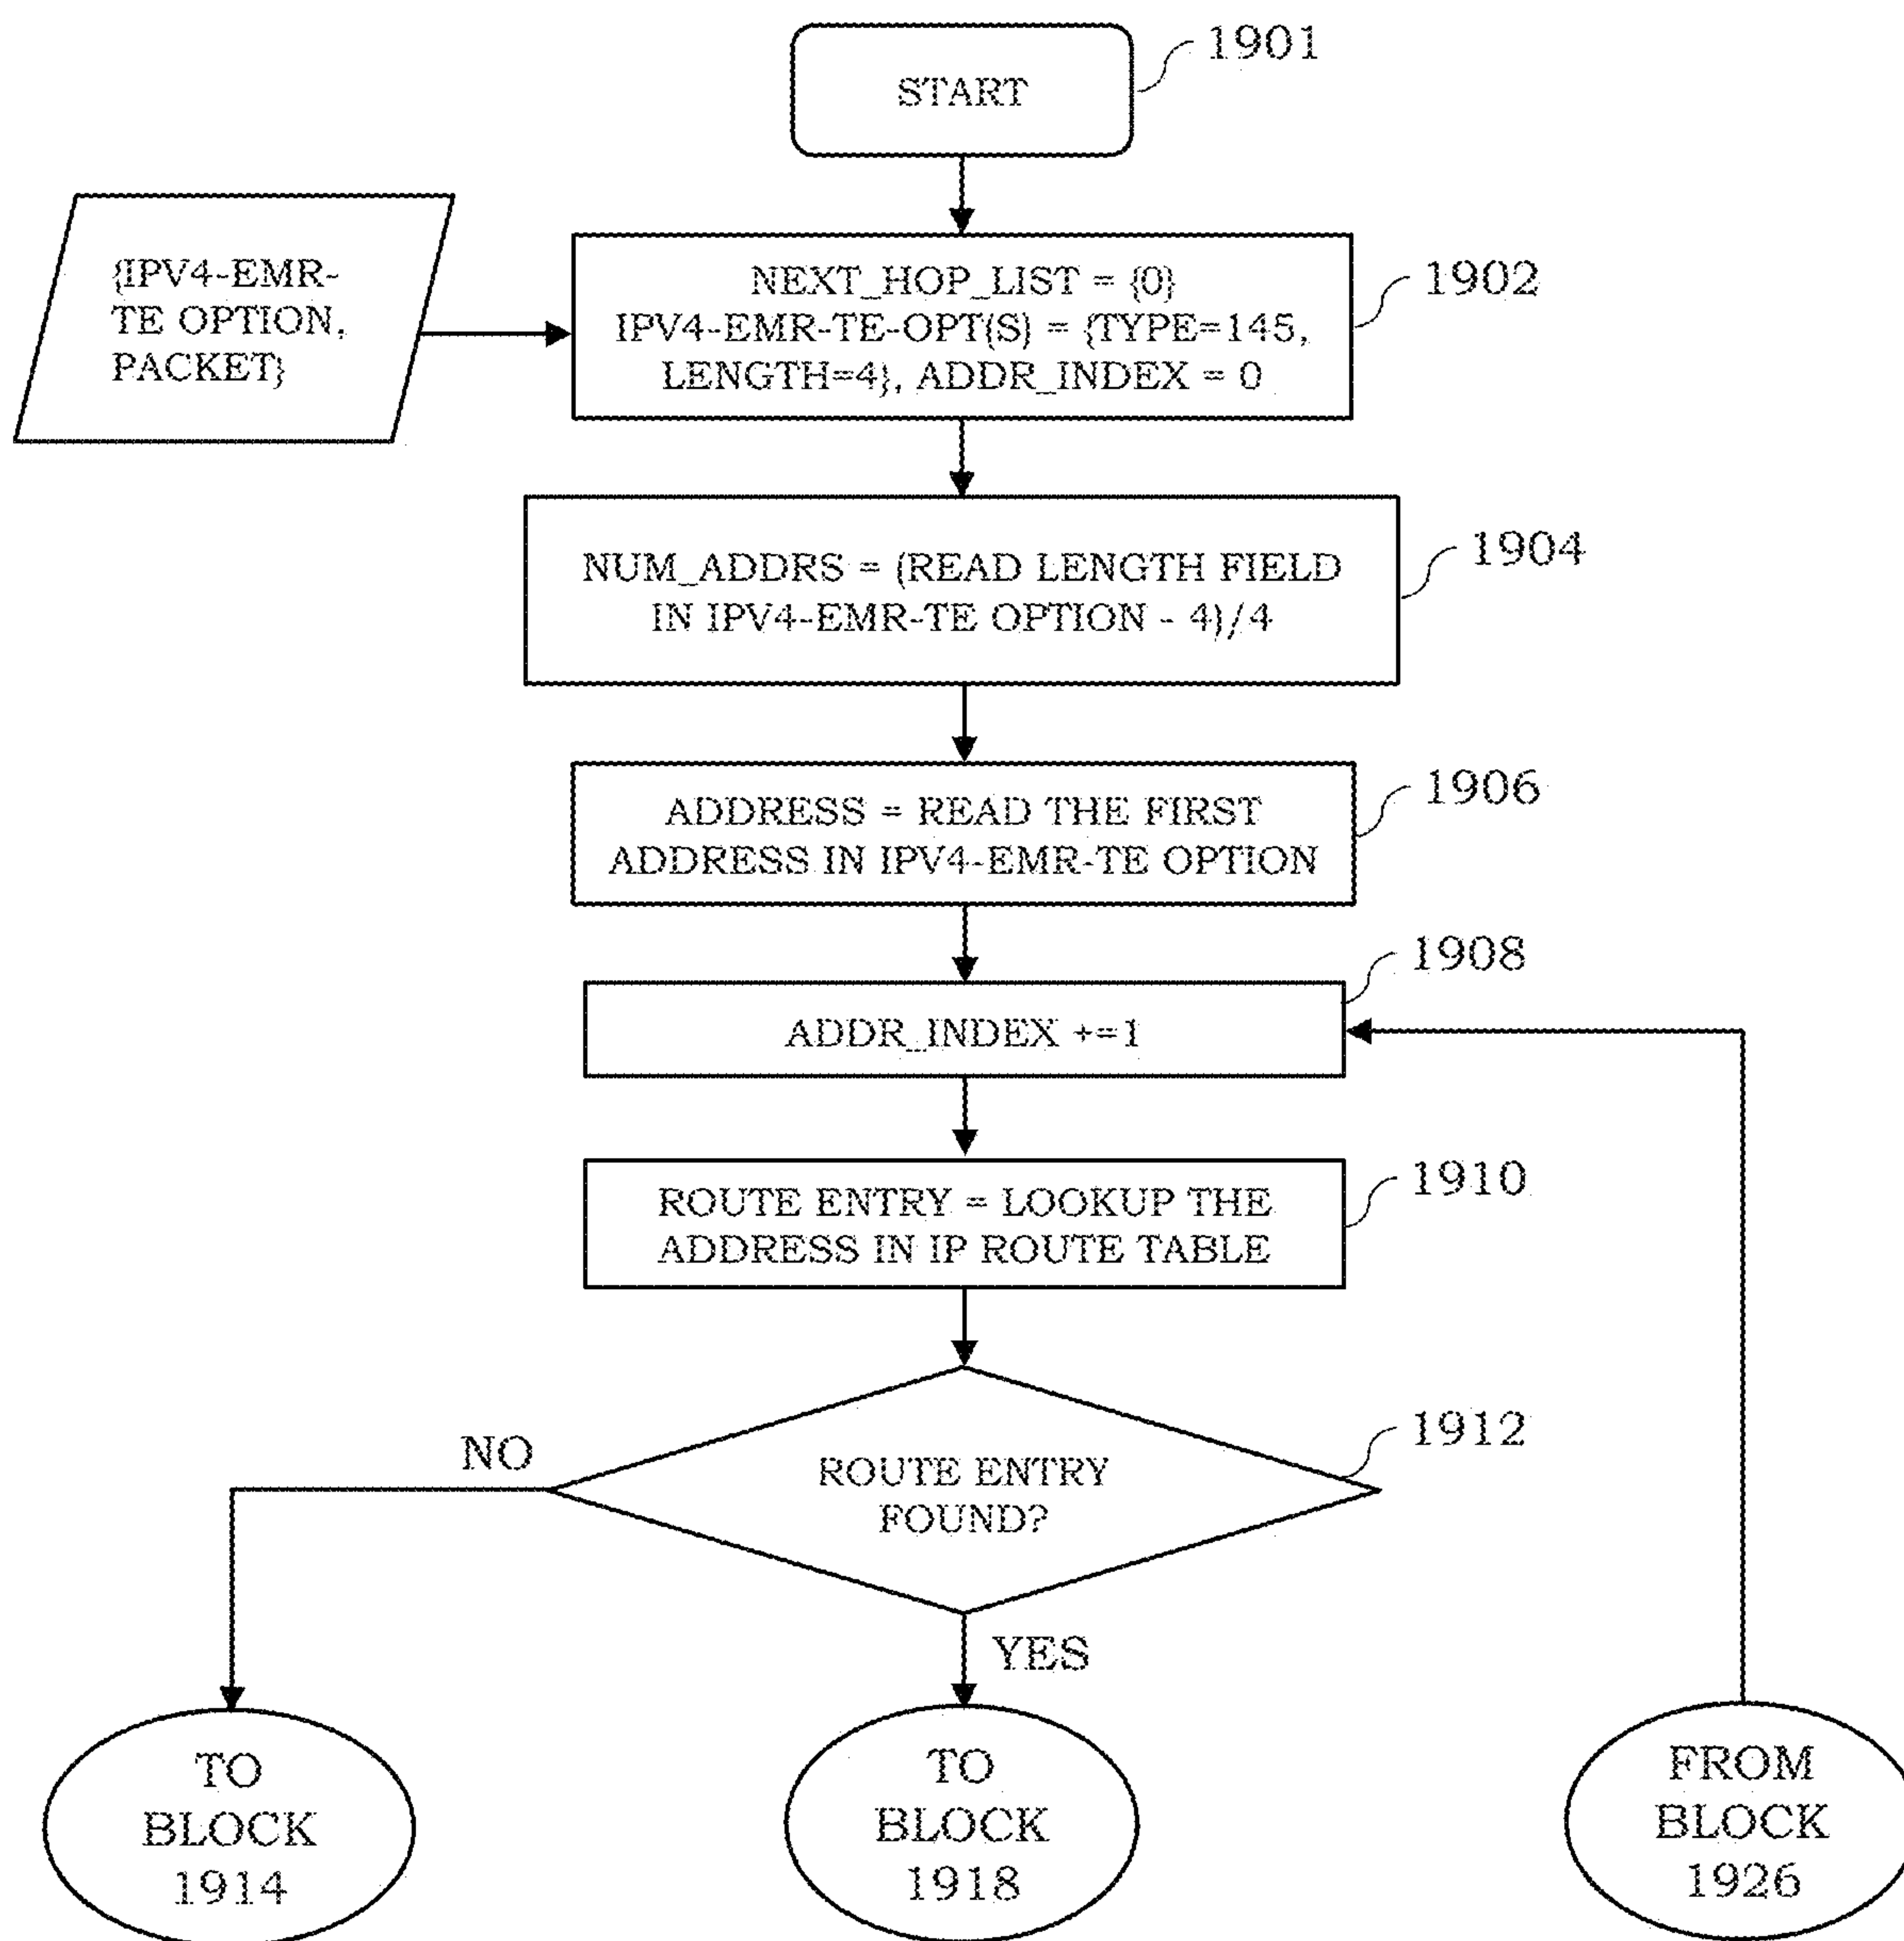 START
1901
{IPV4-EMR-
TE OPTION,
PACKET}
NEXT_HOP_LIST = {0}
IPV4-EMR-TE-OPT(S) = {TYPE=145,
LENGTH=4}, ADDR_INDEX = 0
1902
NUM_ADDRS = (READ LENGTH FIELD
IN IPV4-EMR-TE OPTION - 4)/4
1904
ADDRESS = READ THE FIRST
ADDRESS IN IPV4-EMR-TE OPTION
1906
ADDR_INDEX +=1
1908
ROUTE ENTRY = LOOKUP THE
ADDRESS IN IP ROUTE TABLE
1910
ROUTE ENTRY
FOUND?
1912
NO
YES
TO
BLOCK
1914
TO
BLOCK
1918
FROM
BLOCK
1926